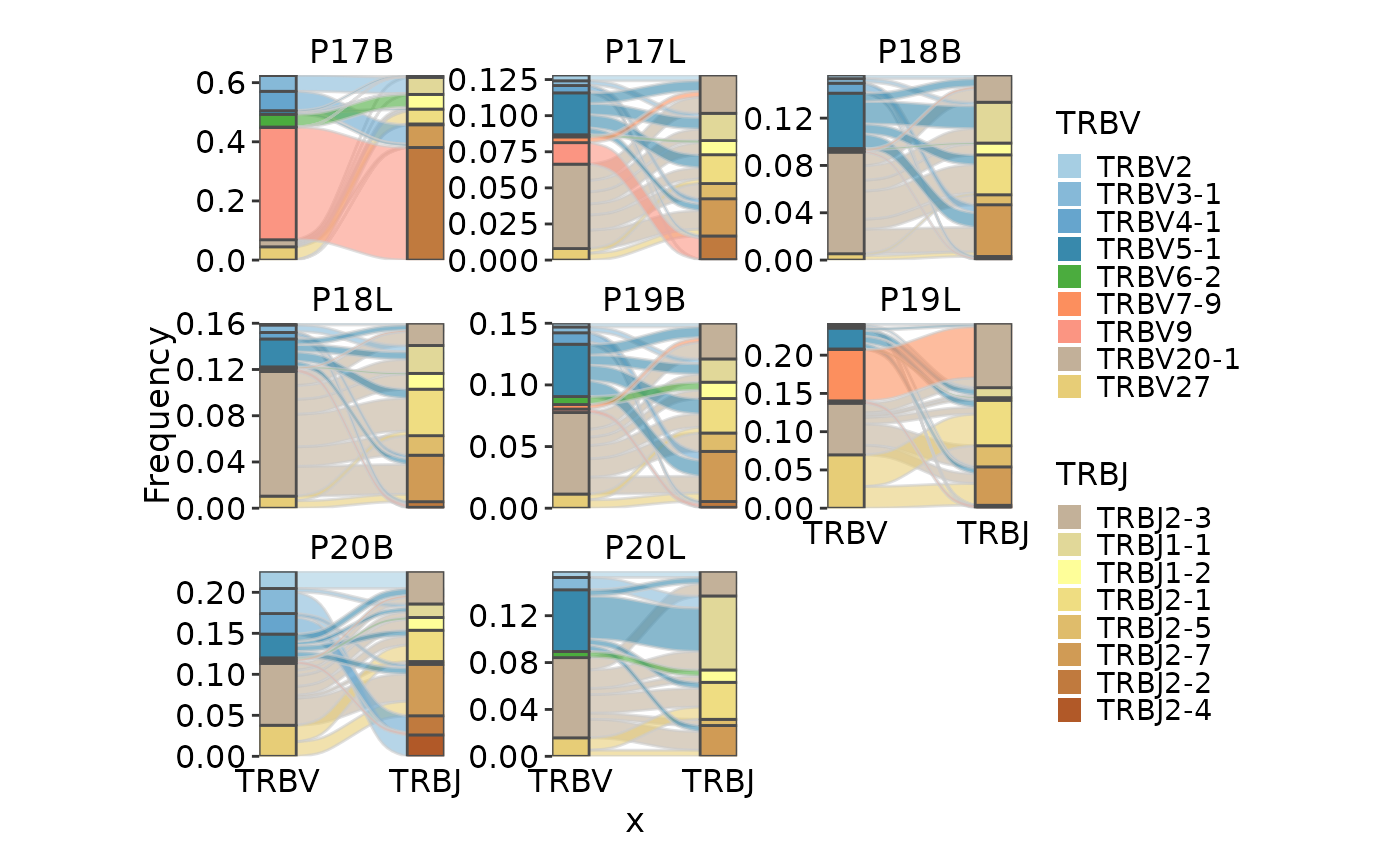 P17B
P17L
P18B
0.6
0.4
0.2
0.0
0.125
0.100
0.075
0.050
0.025
0.000
0.12
0.08
0.04
0.00
P18L
P19B
P19L
0.16
0.12
0.08
0.04
0.00
0.15
0.10
0.05
0.00
0.20
0.15
0.10
0.05
0.00
TRBV TRBJ
P20B
P20L
0.20
0.15
0.10
0.05
0.00
0.12
0.08
0.04
0.00
TRBV TRBJ
TRBV TRBJ
Frequency
x
TRBV
TRBV2
TRBV3-1
TRBV4-1
TRBV5-1
TRBV6-2
TRBV7-9
TRBV9
TRBV20-1
TRBV27
TRBJ
TRBJ2-3
TRBJ1-1
TRBJ1-2
TRBJ2-1
TRBJ2-5
TRBJ2-7
TRBJ2-2
TRBJ2-4